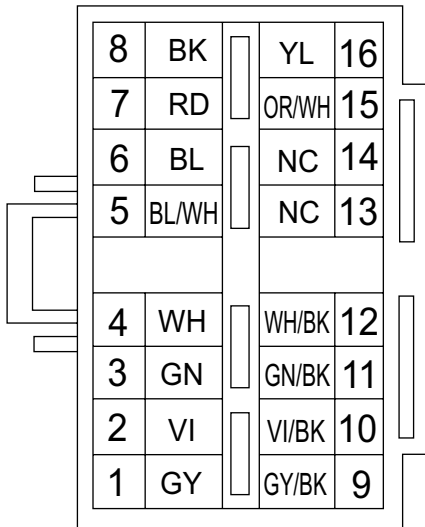 8 BK YL 16
7 RD OR/WH 15
6 BL NC 14
5 BL/WH NC 13
4 WH WH/BK 12
3 GN GN/BK 11
2 VI VI/BK 10
1 GY GY/BK 9